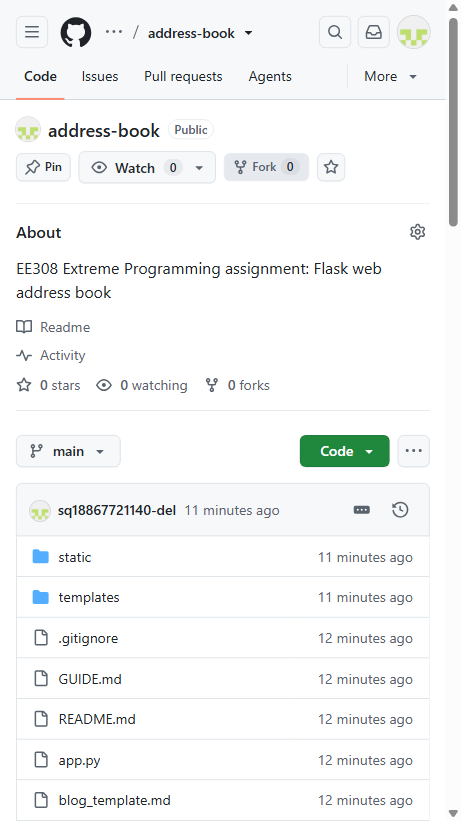 ... / address-book
Code Issues Pull requests Agents More
address-book Public
Pin Watch 0 Fork 0
About
EE308 Extreme Programming assignment: Flask web
address book
Readme
Activity
0 stars 0 watching 0 forks
main Code ...
sq18867721140-del 11 minutes ago
static 11 minutes ago
templates 11 minutes ago
.gitignore 12 minutes ago
GUIDE.md 12 minutes ago
README.md 12 minutes ago
app.py 12 minutes ago
blog_template.md 12 minutes ago